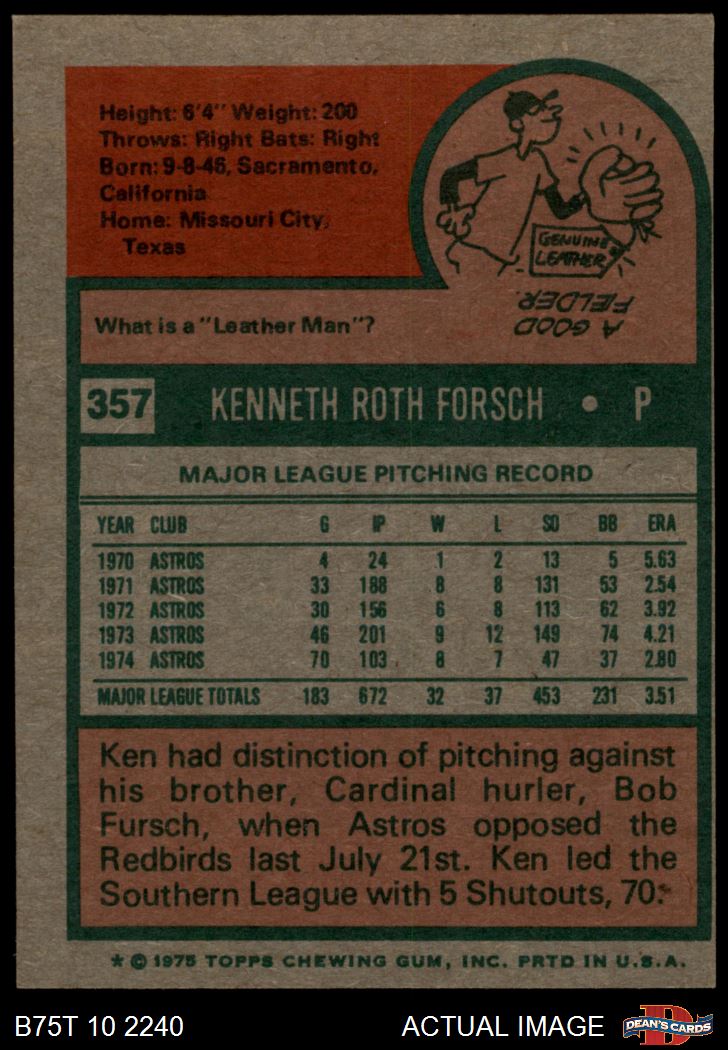 Height: 6'4" Weight: 200
Throws: Right Bats: Right
Born: 9-8-46, Sacramento,
California
Home: Missouri City,
Texas
GENUINE
LEATHER
A GOOD
FIELDER.
What is a "Leather Man"?
357 KENNETH ROTH FORSCH • P
MAJOR LEAGUE PITCHING RECORD
YEAR CLUB G IP W L SO BB ERA
1970 ASTROS 4 24 1 2 13 5 5.63
1971 ASTROS 33 188 8 8 131 53 2.54
1972 ASTROS 30 156 6 8 113 62 3.92
1973 ASTROS 46 201 9 12 149 74 4.21
1974 ASTROS 70 103 8 7 47 37 2.80
MAJOR LEAGUE TOTALS 183 672 32 37 453 231 3.51
Ken had distinction of pitching against
his brother, Cardinal hurler, Bob
Fursch, when Astros opposed the
Redbirds last July 21st. Ken led the
Southern League with 5 Shutouts, 70.
* © 1975 TOPPS CHEWING GUM, INC. PRTD IN U.S.A.
B75T 10 2240 ACTUAL IMAGE DEAN'S CARDS